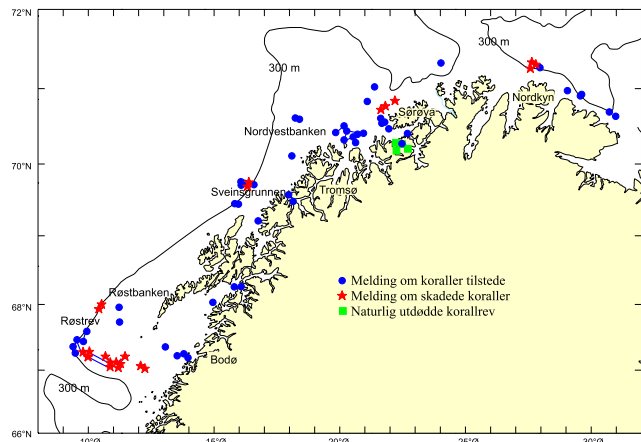 72°N
300 m
300 m
Nordkyn
Sørøya
Nordvestbanken
70°N
Sveinsgrunnen
Tromsø
Røstbanken
● Melding om koraller tilstede
★ Melding om skadede koraller
■ Naturlig utdødde korallrev
68°N
Røstrev
Bodø
300 m
66°N
10°Ø
15°Ø
20°Ø
25°Ø
30°Ø